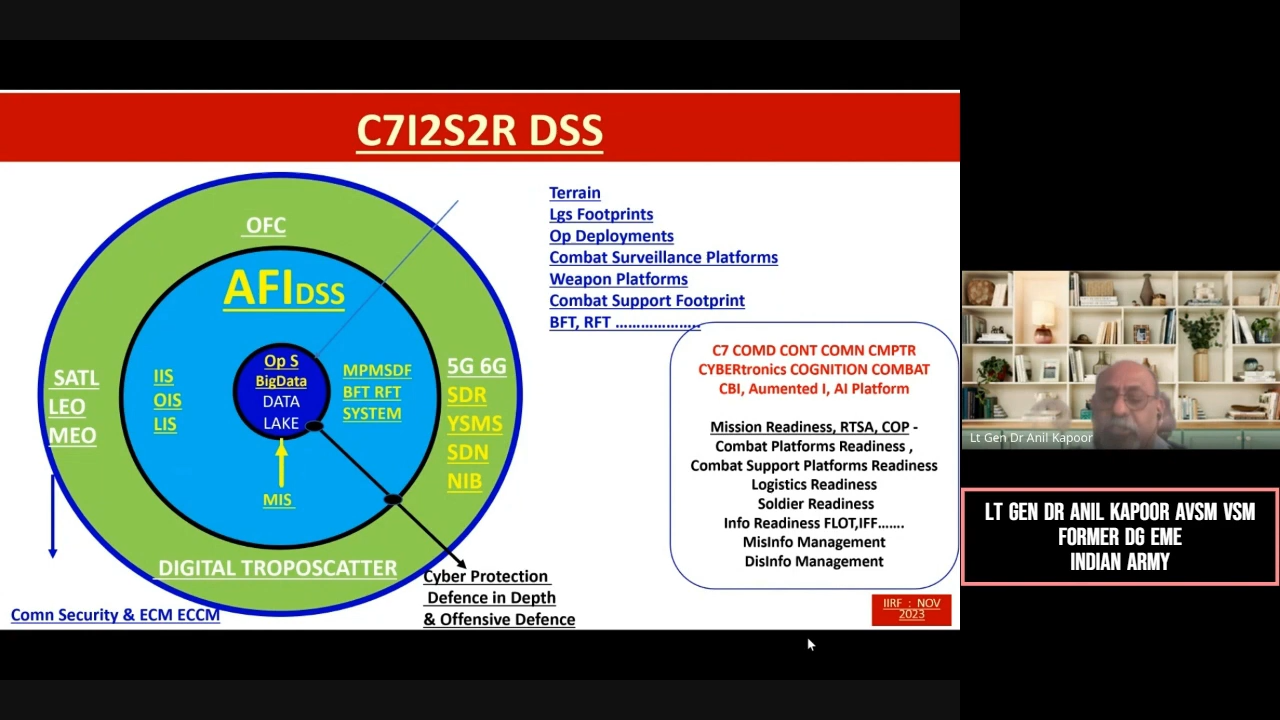 C7I2S2R DSS
OFC
AFI DSS
SATL
LEO
MEO
IIS
OIS
LIS
Op S
BigData
DATA
LAKE
MIS
MPMSDF
BFT RFT
SYSTEM
5G 6G
SDR
YSMS
SDN
NIB
DIGITAL TROPOSCATTER
Comn Security & ECM ECCM
Cyber Protection
Defence in Depth
& Offensive Defence
Terrain
Lgs Footprints
Op Deployments
Combat Surveillance Platforms
Weapon Platforms
Combat Support Footprint
BFT, RFT ………………..
C7 COMD CONT COMN CMPTR
CYBERtronics COGNITION COMBAT
CBI, Aumented I, AI Platform
Mission Readiness, RTSA, COP -
Combat Platforms Readiness ,
Combat Support Platforms Readiness
Logistics Readiness
Soldier Readiness
Info Readiness FLOT,IFF…….
MisInfo Management
DisInfo Management
IIRF : NOV
2023
Lt Gen Dr Anil Kapoor
LT GEN DR ANIL KAPOOR AVSM VSM
FORMER DG EME
INDIAN ARMY